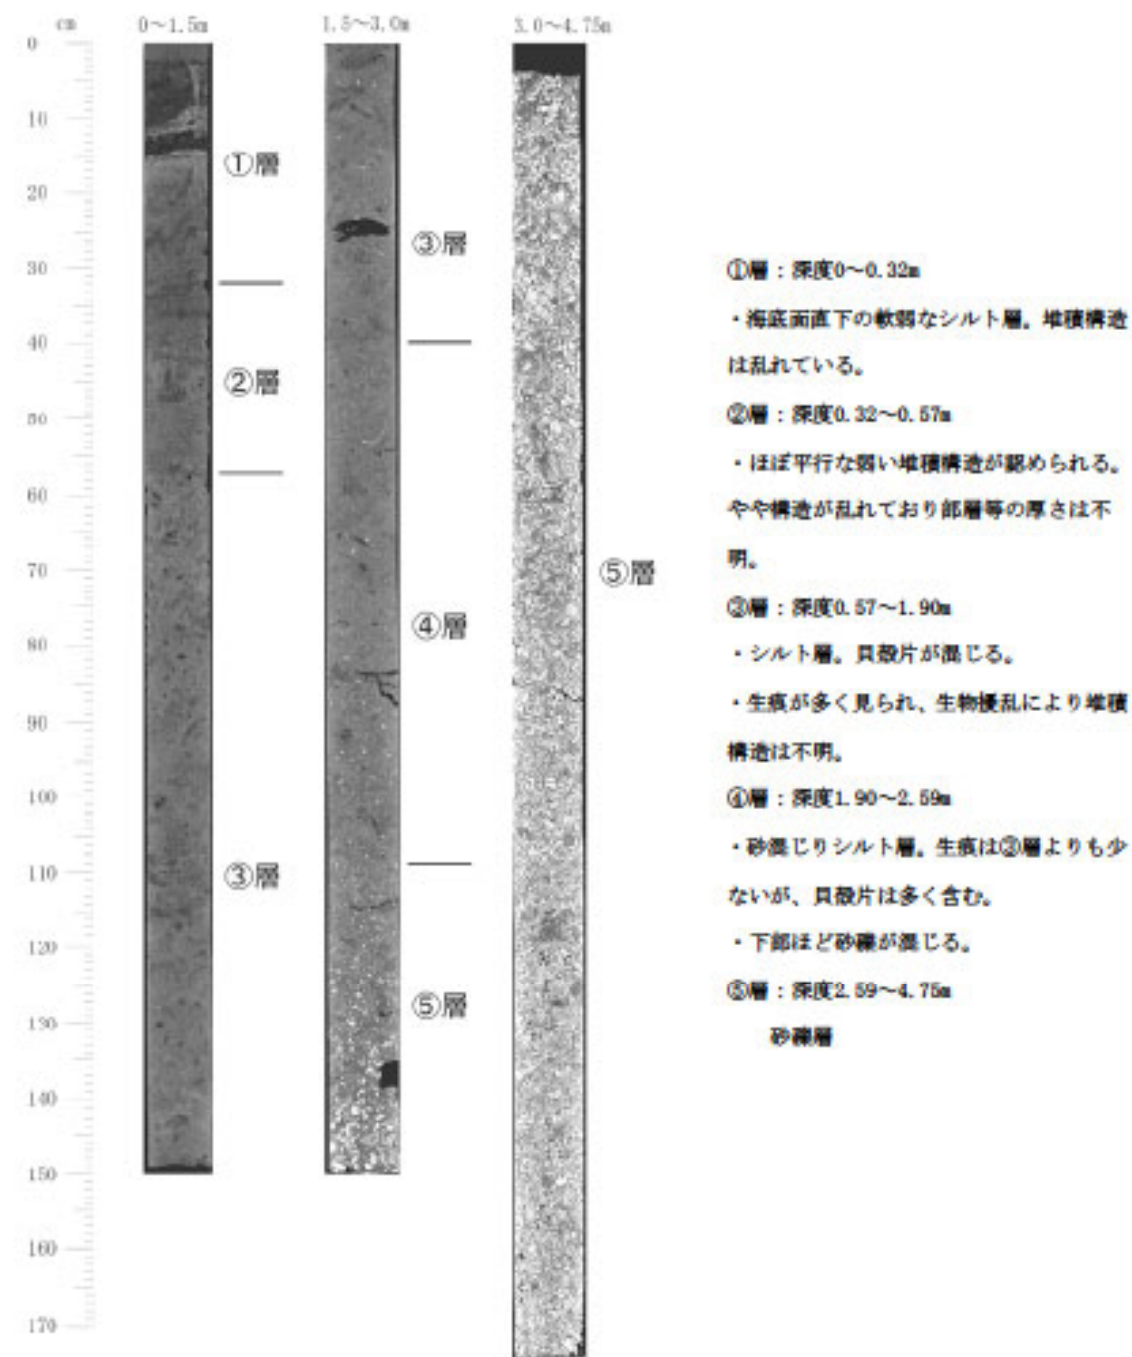 cm
0～1.5m
1.5～3.0m
3.0～4.75m
0
10
20
30
40
50
60
70
80
90
100
110
120
130
140
150
160
170
①層
②層
③層
③層
④層
⑤層
⑤層
①層：深度0～0.32m
・海底面直下の軟弱なシルト層。堆積構造
は乱れている。
②層：深度0.32～0.57m
・ほぼ平行な弱い堆積構造が認められる。
やや構造が乱れており部層等の厚さは不
明。
③層：深度0.57～1.90m
・シルト層。貝殻片が混じる。
・生痕が多く見られ、生物擾乱により堆積
構造は不明。
④層：深度1.90～2.59m
・砂混じりシルト層。生痕は③層よりも少
ないが、貝殻片は多く含む。
・下部ほど砂礫が混じる。
⑤層：深度2.59～4.75m
砂礫層